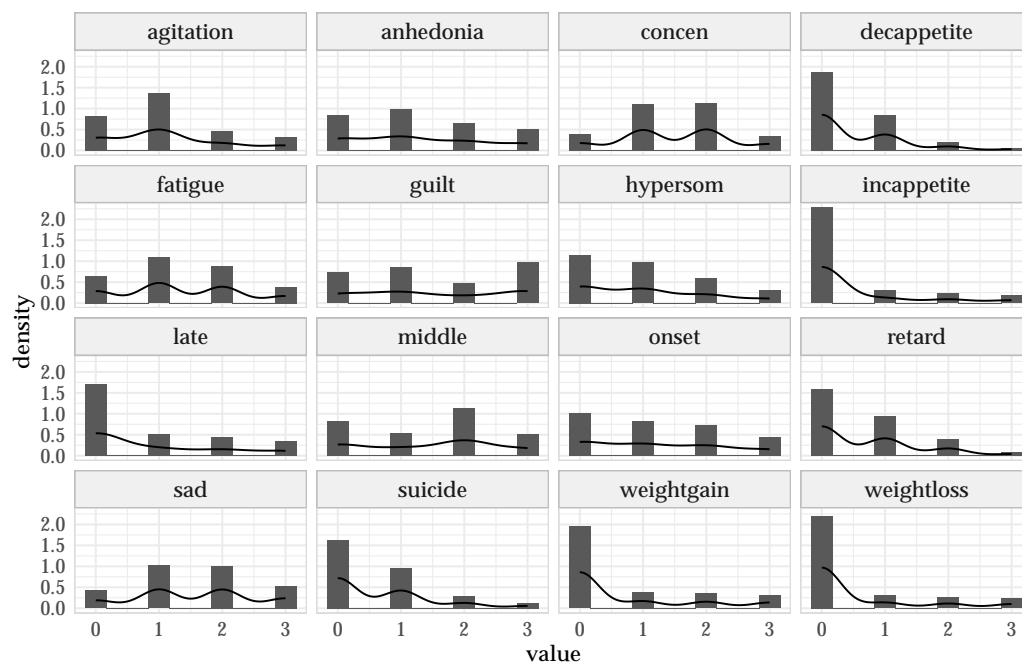 agitation anhedonia concen decappetite
2.0
1.5
1.0
0.5
0.0
fatigue guilt hypersom incappetite
2.0
1.5
1.0
0.5
0.0
density
late middle onset retard
2.0
1.5
1.0
0.5
0.0
sad suicide weightgain weightloss
2.0
1.5
1.0
0.5
0.0
0 1 2 3 0 1 2 3 0 1 2 3 0 1 2 3
value